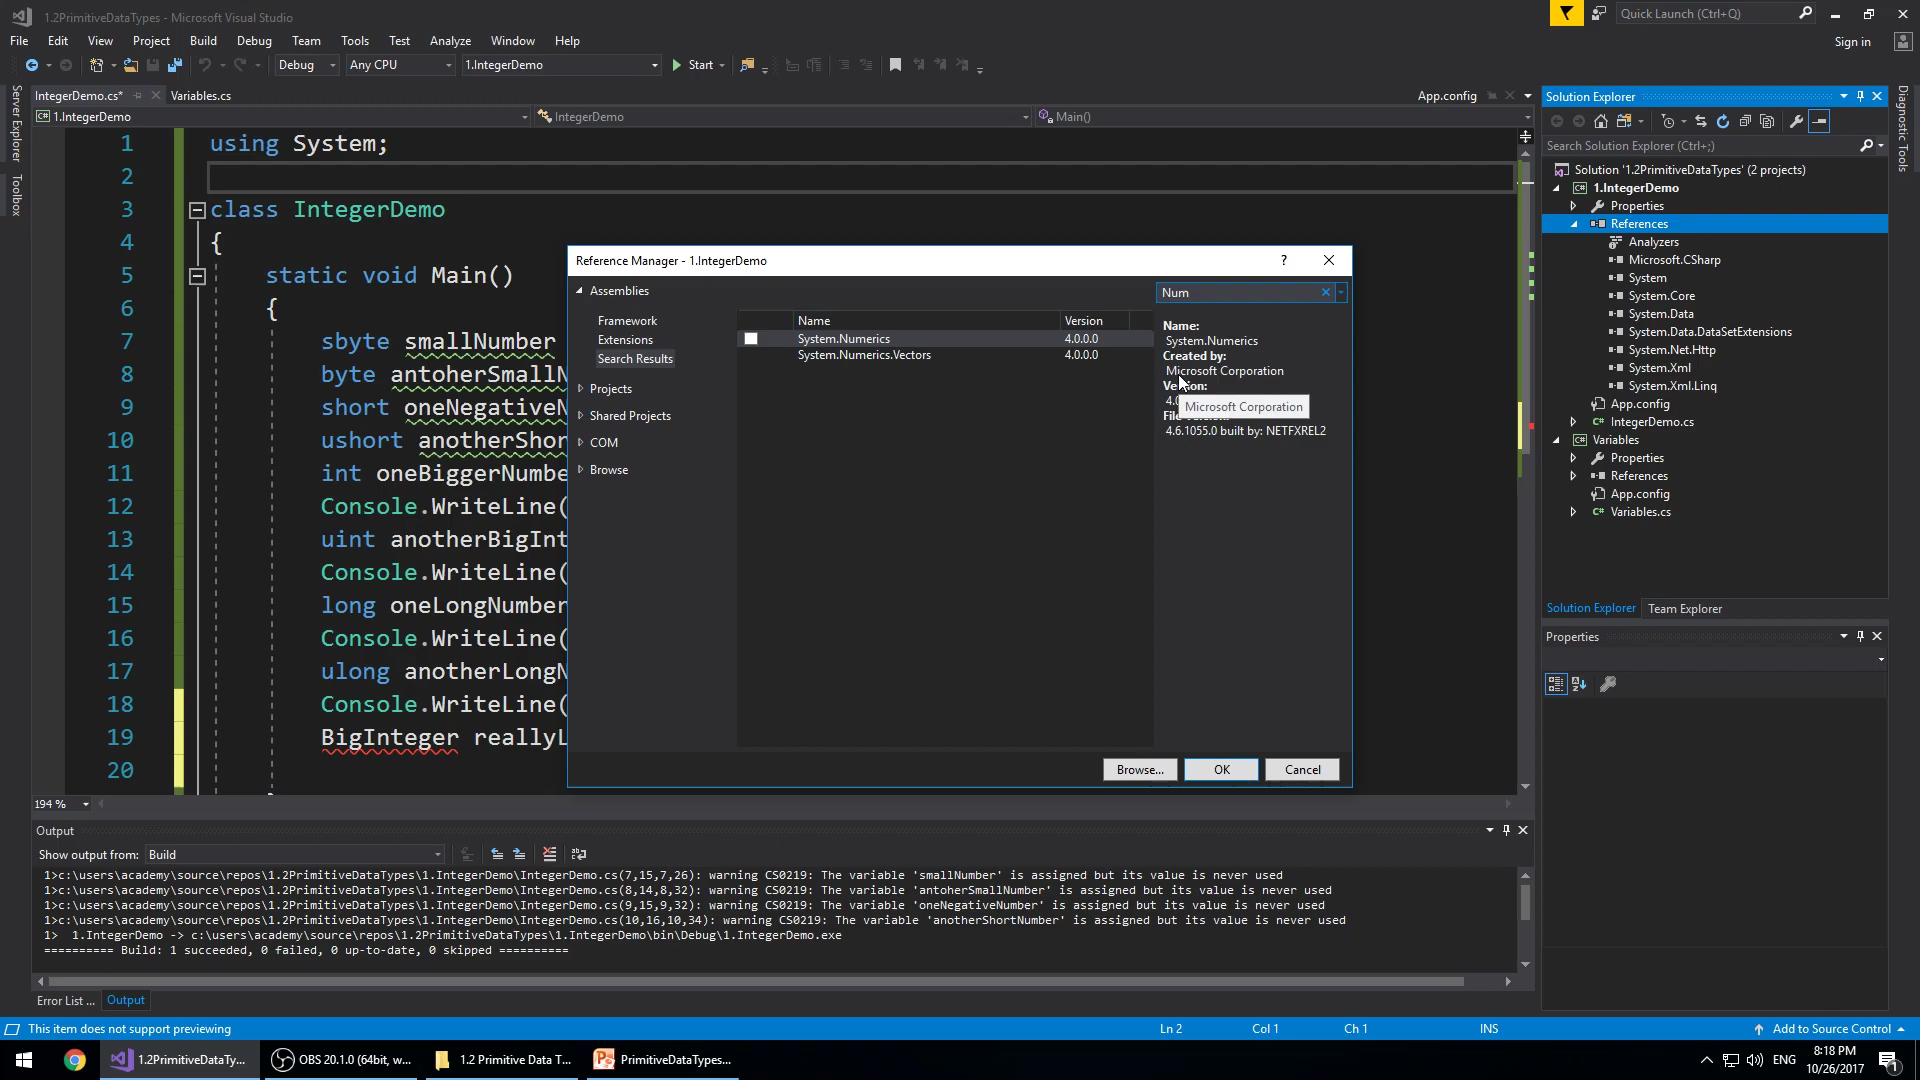 1.2PrimitiveDataTypes - Microsoft Visual Studio
Quick Launch (Ctrl+Q)
File Edit View Project Build Debug Team Tools Test Analyze Window Help
Sign in
Debug Any CPU 1.IntegerDemo Start
IntegerDemo.cs* Variables.cs App.config
1.IntegerDemo IntegerDemo Main()
Server Explorer
Toolbox
1 using System;
2
3 class IntegerDemo
4 {
5 static void Main()
6 {
7 sbyte smallNumber
8 byte antoherSmallN
9 short oneNegativeN
10 ushort anotherShor
11 int oneBiggerNumbe
12 Console.WriteLine(
13 uint anotherBigInt
14 Console.WriteLine(
15 long oneLongNumber
16 Console.WriteLine(
17 ulong anotherLongN
18 Console.WriteLine(
19 BigInteger reallyL
20
194 %
Reference Manager - 1.IntegerDemo
?
Assemblies
Framework
Extensions
Search Results
Projects
Shared Projects
COM
Browse
Name Version
System.Numerics 4.0.0.0
System.Numerics.Vectors 4.0.0.0
Num
Name:
System.Numerics
Created by:
Microsoft Corporation
Microsoft Corporation
4.6.1055.0 built by: NETFXREL2
Browse... OK Cancel
Solution Explorer
Search Solution Explorer (Ctrl+;)
Solution '1.2PrimitiveDataTypes' (2 projects)
1.IntegerDemo
Properties
References
Analyzers
Microsoft.CSharp
System
System.Core
System.Data
System.Data.DataSetExtensions
System.Net.Http
System.Xml
System.Xml.Linq
App.config
C# IntegerDemo.cs
Variables
Properties
References
App.config
C# Variables.cs
Solution Explorer Team Explorer
Properties
Diagnostic Tools
Output
Show output from: Build
1>c:\users\academy\source\repos\1.2PrimitiveDataTypes\1.IntegerDemo\IntegerDemo.cs(7,15,7,26): warning CS0219: The variable 'smallNumber' is assigned but its value is never used
1>c:\users\academy\source\repos\1.2PrimitiveDataTypes\1.IntegerDemo\IntegerDemo.cs(8,14,8,32): warning CS0219: The variable 'antoherSmallNumber' is assigned but its value is never used
1>c:\users\academy\source\repos\1.2PrimitiveDataTypes\1.IntegerDemo\IntegerDemo.cs(9,15,9,32): warning CS0219: The variable 'oneNegativeNumber' is assigned but its value is never used
1>c:\users\academy\source\repos\1.2PrimitiveDataTypes\1.IntegerDemo\IntegerDemo.cs(10,16,10,34): warning CS0219: The variable 'anotherShortNumber' is assigned but its value is never used
1> 1.IntegerDemo -> c:\users\academy\source\repos\1.2PrimitiveDataTypes\1.IntegerDemo\bin\Debug\1.IntegerDemo.exe
========== Build: 1 succeeded, 0 failed, 0 up-to-date, 0 skipped ==========
Error List ... Output
This item does not support previewing Ln 2 Col 1 Ch 1 INS Add to Source Control
1.2PrimitiveDataTy... OBS 20.1.0 (64bit, w... 1.2 Primitive Data T... PrimitiveDataTypes... ENG 8:18 PM
10/26/2017 1